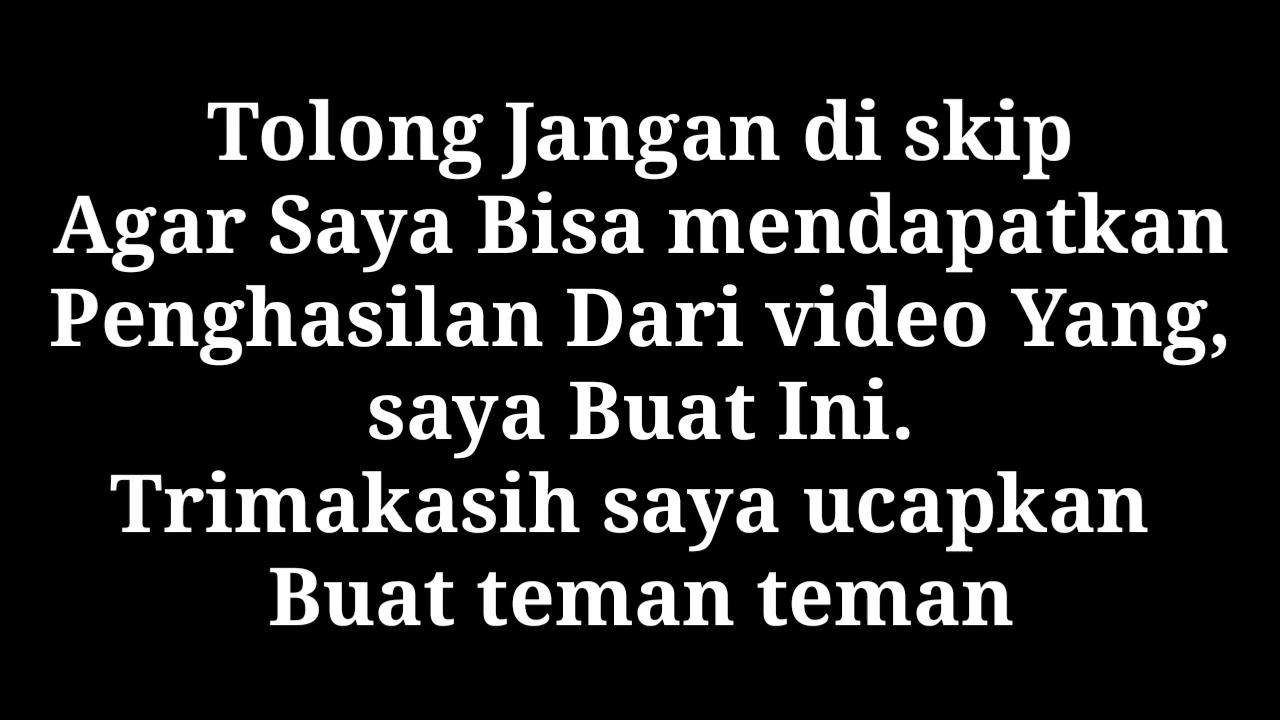 Tolong Jangan di skip
Agar Saya Bisa mendapatkan
Penghasilan Dari video Yang,
saya Buat Ini.
Trimakasih saya ucapkan
Buat teman teman